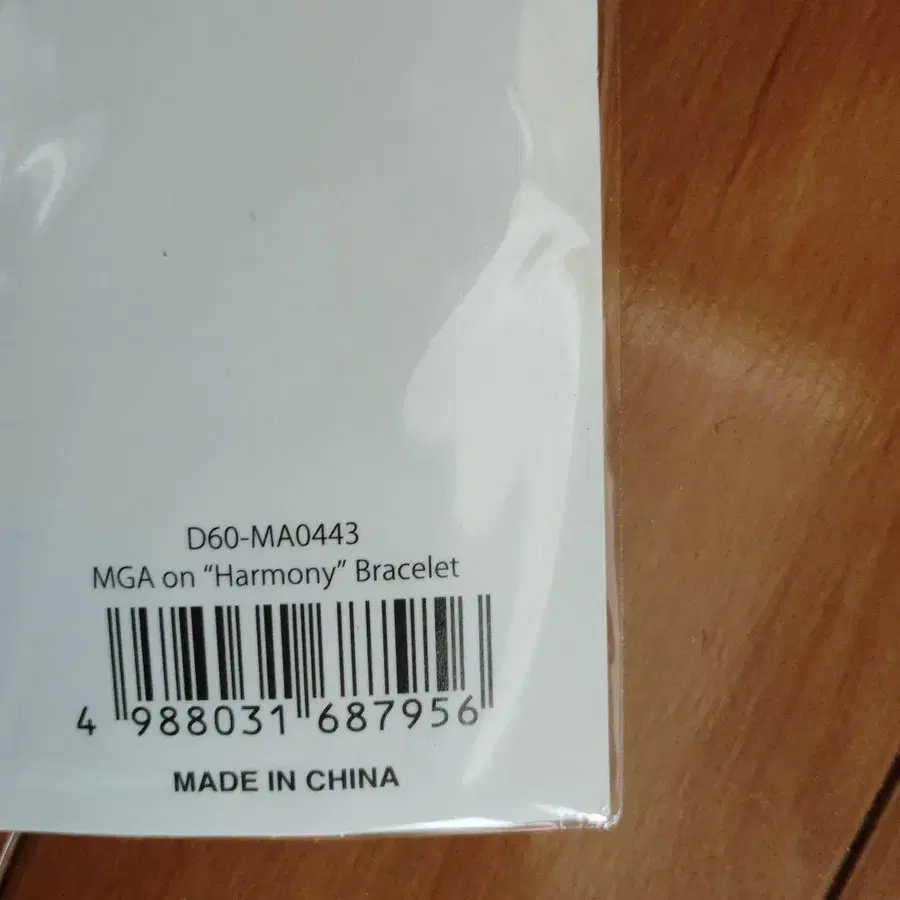 D60-MA0443
MGA on “Harmony” Bracelet
4 988031 687956
MADE IN CHINA